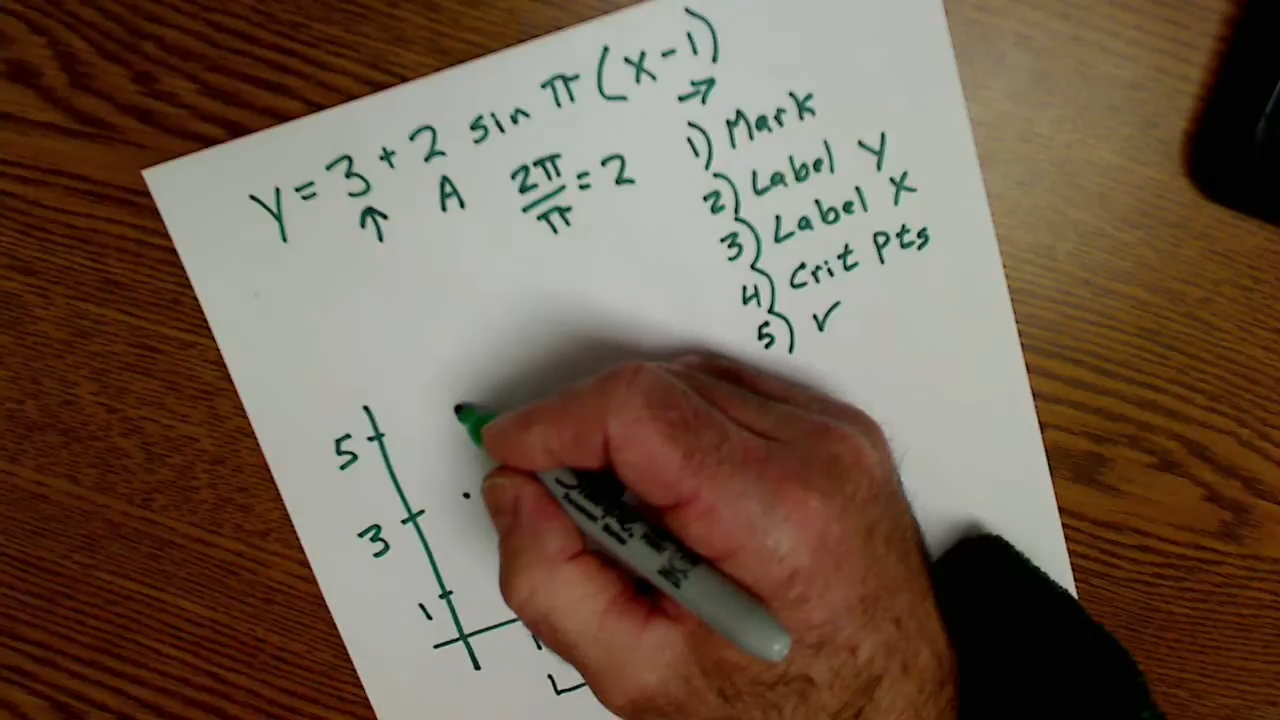 Y = 3 + 2 sin π (x-1)
↑ A 2π/π = 2 →
1) Mark
2) Label Y
3) Label X
4) Crit Pts
5) ✓
5
3
1